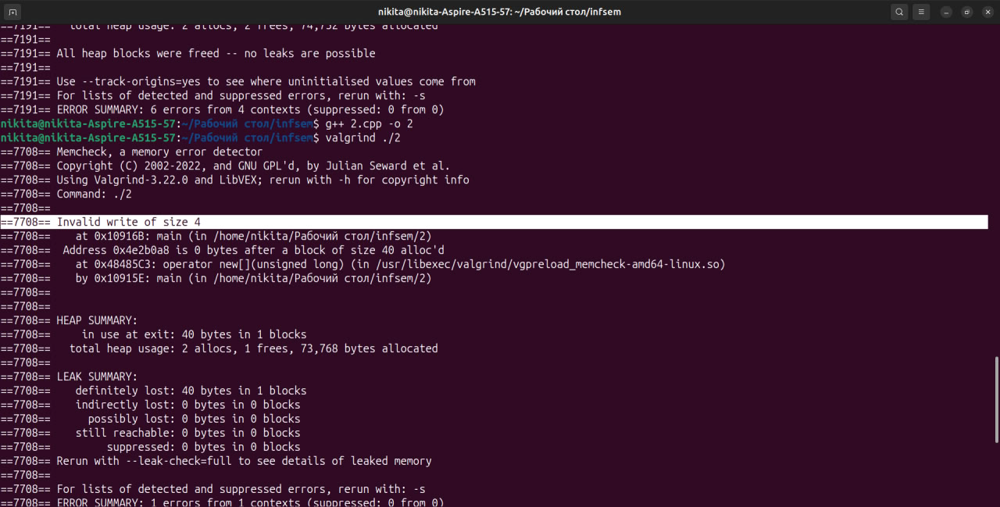 nikita@nikita-Aspire-A515-57: ~/Рабочий стол/infsem
==7191==   total heap usage: 2 allocs, 2 frees, 74,752 bytes allocated
==7191==
==7191== All heap blocks were freed -- no leaks are possible
==7191==
==7191== Use --track-origins=yes to see where uninitialised values come from
==7191== For lists of detected and suppressed errors, rerun with: -s
==7191== ERROR SUMMARY: 6 errors from 4 contexts (suppressed: 0 from 0)
nikita@nikita-Aspire-A515-57:~/Рабочий стол/infsem$ g++ 2.cpp -o 2
nikita@nikita-Aspire-A515-57:~/Рабочий стол/infsem$ valgrind ./2
==7708== Memcheck, a memory error detector
==7708== Copyright (C) 2002-2022, and GNU GPL'd, by Julian Seward et al.
==7708== Using Valgrind-3.22.0 and LibVEX; rerun with -h for copyright info
==7708== Command: ./2
==7708==
==7708== Invalid write of size 4
==7708==    at 0x10916B: main (in /home/nikita/Рабочий стол/infsem/2)
==7708==  Address 0x4e2b0a8 is 0 bytes after a block of size 40 alloc'd
==7708==    at 0x48485C3: operator new[](unsigned long) (in /usr/libexec/valgrind/vgpreload_memcheck-amd64-linux.so)
==7708==    by 0x10915E: main (in /home/nikita/Рабочий стол/infsem/2)
==7708==
==7708==
==7708== HEAP SUMMARY:
==7708==     in use at exit: 40 bytes in 1 blocks
==7708==   total heap usage: 2 allocs, 1 frees, 73,768 bytes allocated
==7708==
==7708== LEAK SUMMARY:
==7708==    definitely lost: 40 bytes in 1 blocks
==7708==    indirectly lost: 0 bytes in 0 blocks
==7708==      possibly lost: 0 bytes in 0 blocks
==7708==    still reachable: 0 bytes in 0 blocks
==7708==         suppressed: 0 bytes in 0 blocks
==7708== Rerun with --leak-check=full to see details of leaked memory
==7708==
==7708== For lists of detected and suppressed errors, rerun with: -s
==7708== ERROR SUMMARY: 1 errors from 1 contexts (suppressed: 0 from 0)